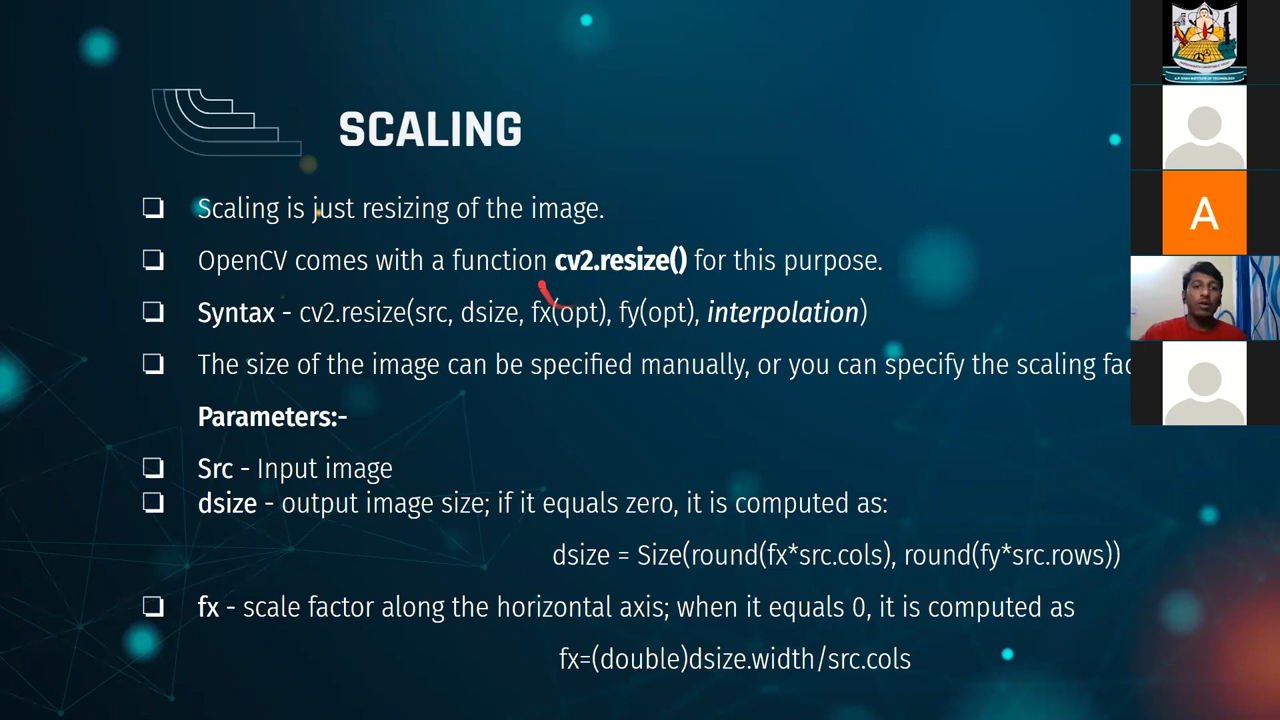 SCALING
❑ Scaling is just resizing of the image.
❑ OpenCV comes with a function cv2.resize() for this purpose.
❑ Syntax - cv2.resize(src, dsize, fx(opt), fy(opt), interpolation)
❑ The size of the image can be specified manually, or you can specify the scaling fac
Parameters:-
❑ Src - Input image
❑ dsize - output image size; if it equals zero, it is computed as:
dsize = Size(round(fx*src.cols), round(fy*src.rows))
❑ fx - scale factor along the horizontal axis; when it equals 0, it is computed as
fx=(double)dsize.width/src.cols
A